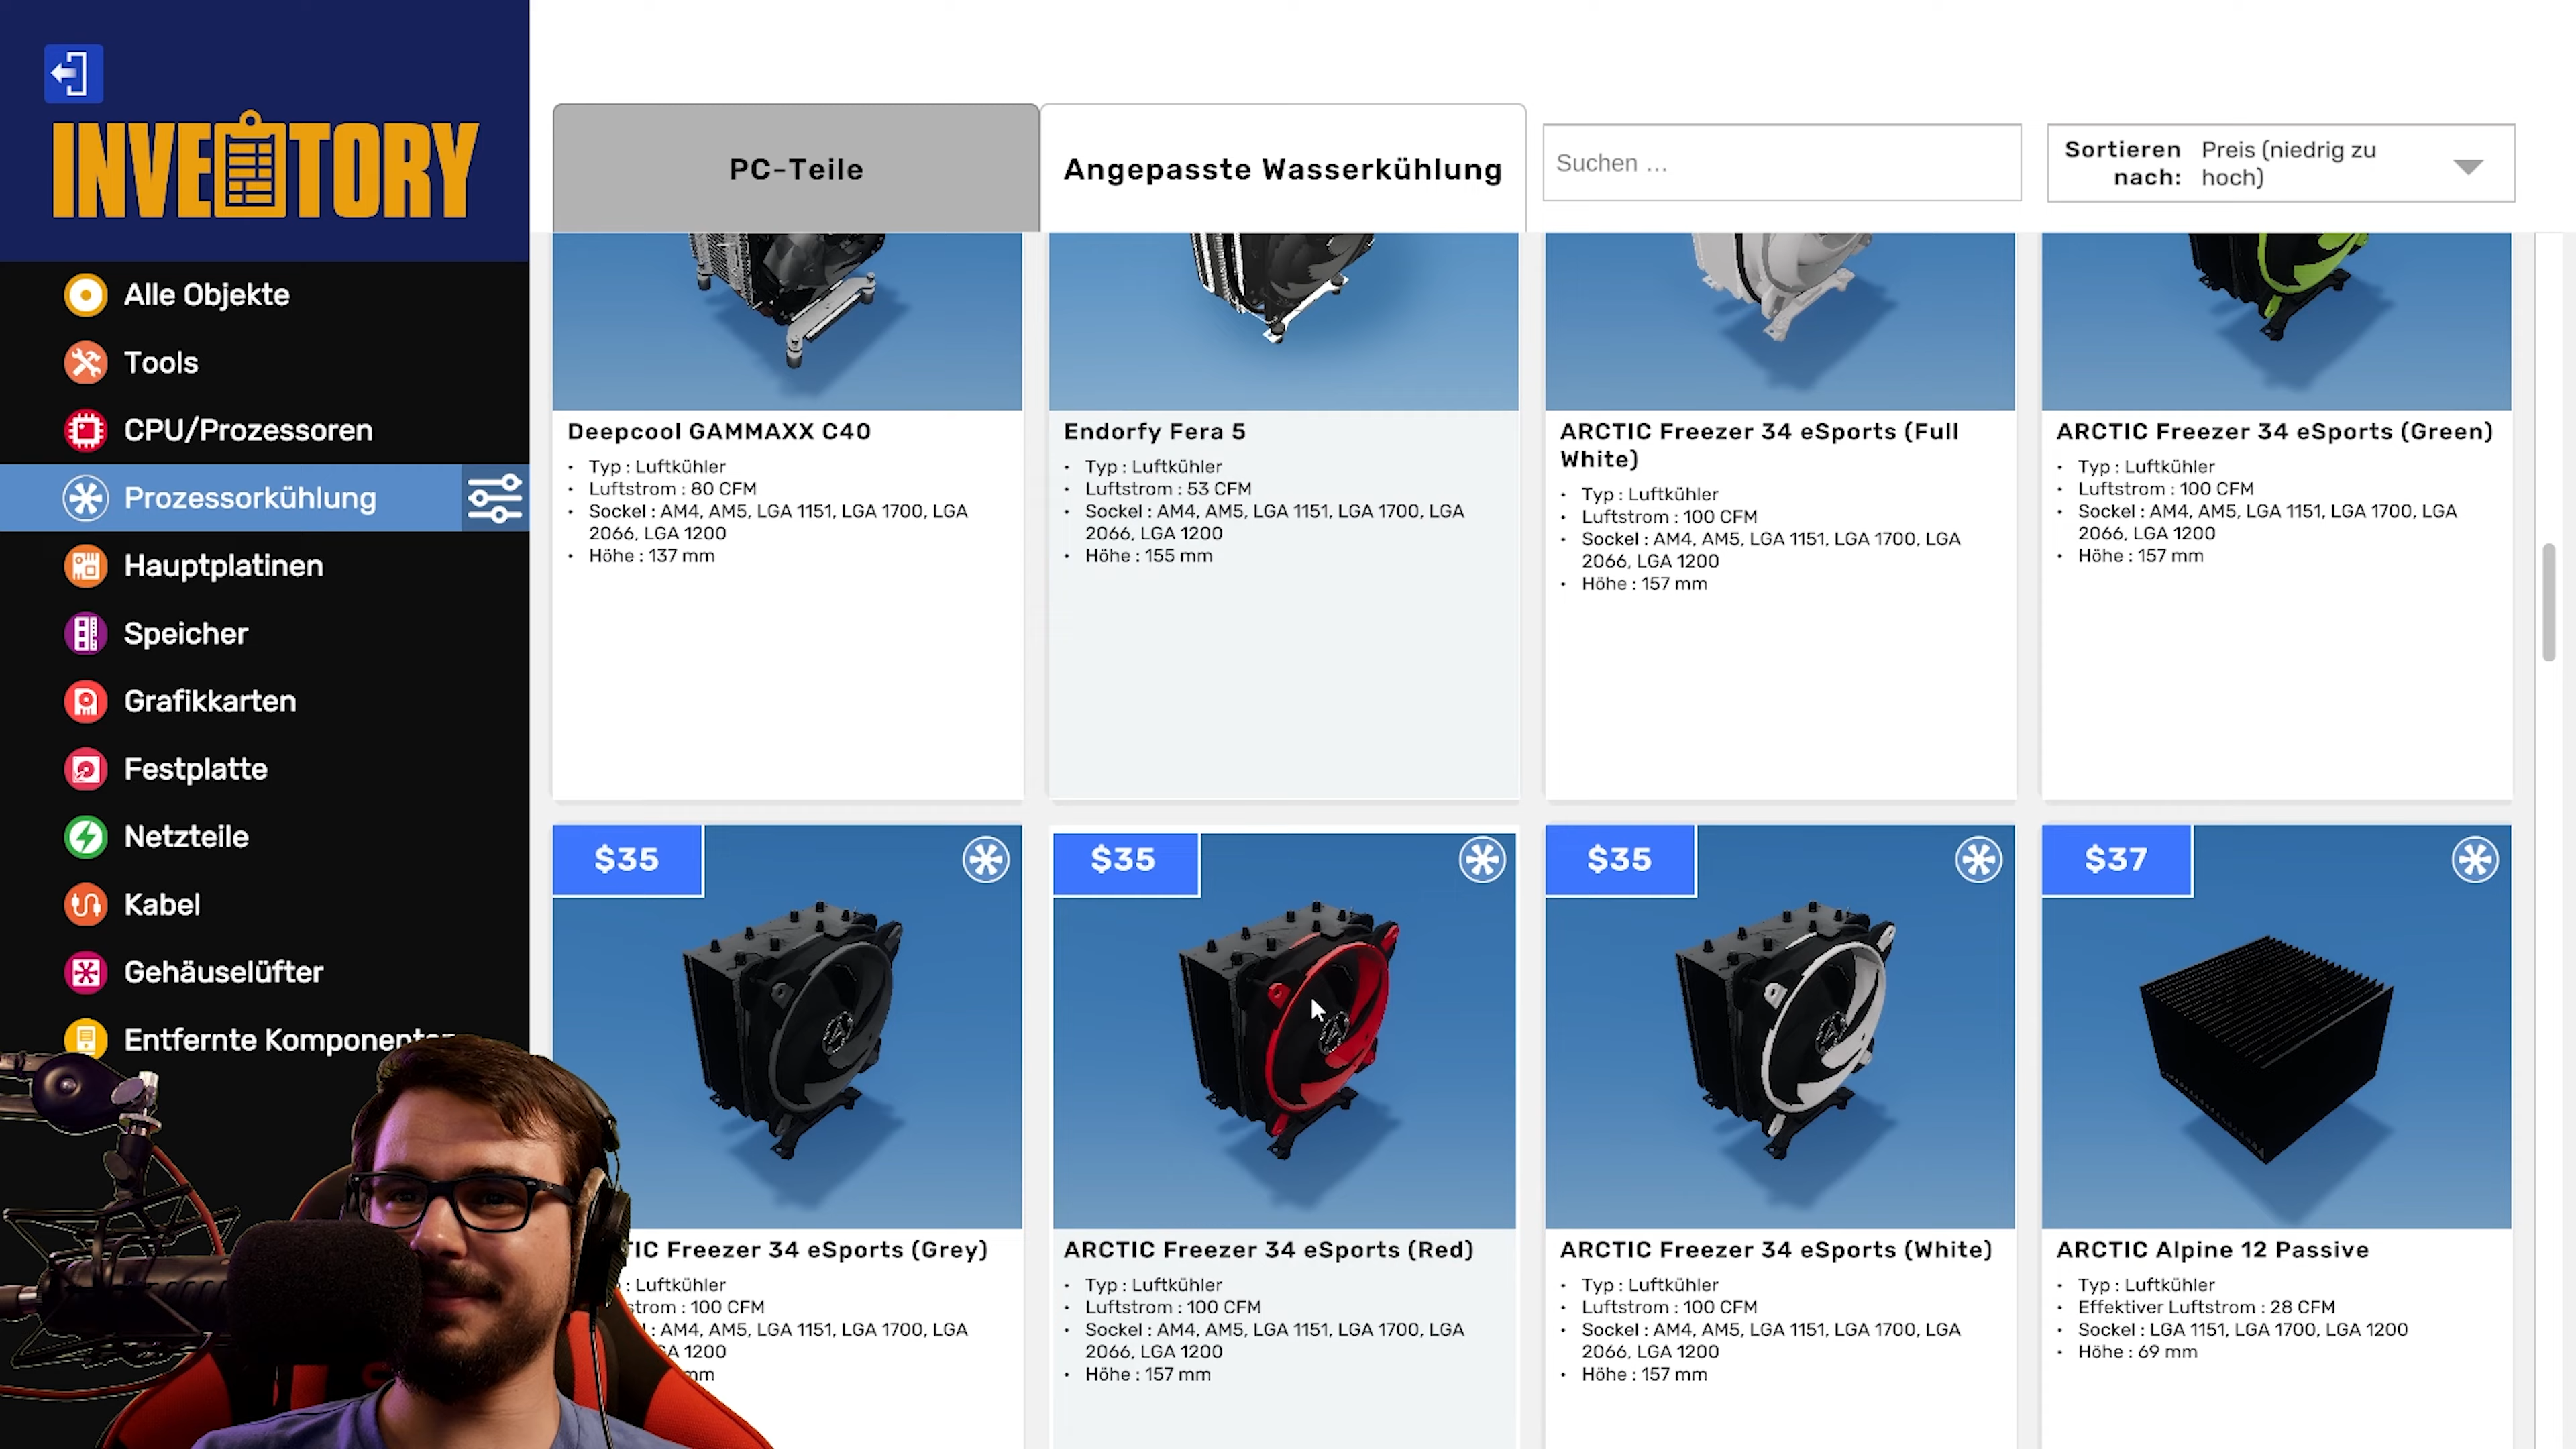 INVENTORY
Alle Objekte
Tools
CPU/Prozessoren
Prozessorkühlung
Hauptplatinen
Speicher
Grafikkarten
Festplatte
Netzteile
Kabel
Gehäuselüfter
Entfernte Komponenten
PC-Teile
Angepasste Wasserkühlung
Suchen ...
Sortieren nach:
Preis (niedrig zu
hoch)
Deepcool GAMMAXX C40
• Typ : Luftkühler
• Luftstrom : 80 CFM
• Sockel : AM4, AM5, LGA 1151, LGA 1700, LGA
2066, LGA 1200
• Höhe : 137 mm
Endorfy Fera 5
• Typ : Luftkühler
• Luftstrom : 53 CFM
• Sockel : AM4, AM5, LGA 1151, LGA 1700, LGA
2066, LGA 1200
• Höhe : 155 mm
ARCTIC Freezer 34 eSports (Full
White)
• Typ : Luftkühler
• Luftstrom : 100 CFM
• Sockel : AM4, AM5, LGA 1151, LGA 1700, LGA
2066, LGA 1200
• Höhe : 157 mm
ARCTIC Freezer 34 eSports (Green)
• Typ : Luftkühler
• Luftstrom : 100 CFM
• Sockel : AM4, AM5, LGA 1151, LGA 1700, LGA
2066, LGA 1200
• Höhe : 157 mm
$35
TIC Freezer 34 eSports (Grey)
: Luftkühler
strom : 100 CFM
: AM4, AM5, LGA 1151, LGA 1700, LGA
GA 1200
mm
$35
ARCTIC Freezer 34 eSports (Red)
• Typ : Luftkühler
• Luftstrom : 100 CFM
• Sockel : AM4, AM5, LGA 1151, LGA 1700, LGA
2066, LGA 1200
• Höhe : 157 mm
$35
ARCTIC Freezer 34 eSports (White)
• Typ : Luftkühler
• Luftstrom : 100 CFM
• Sockel : AM4, AM5, LGA 1151, LGA 1700, LGA
2066, LGA 1200
• Höhe : 157 mm
$37
ARCTIC Alpine 12 Passive
• Typ : Luftkühler
• Effektiver Luftstrom : 28 CFM
• Sockel : LGA 1151, LGA 1700, LGA 1200
• Höhe : 69 mm